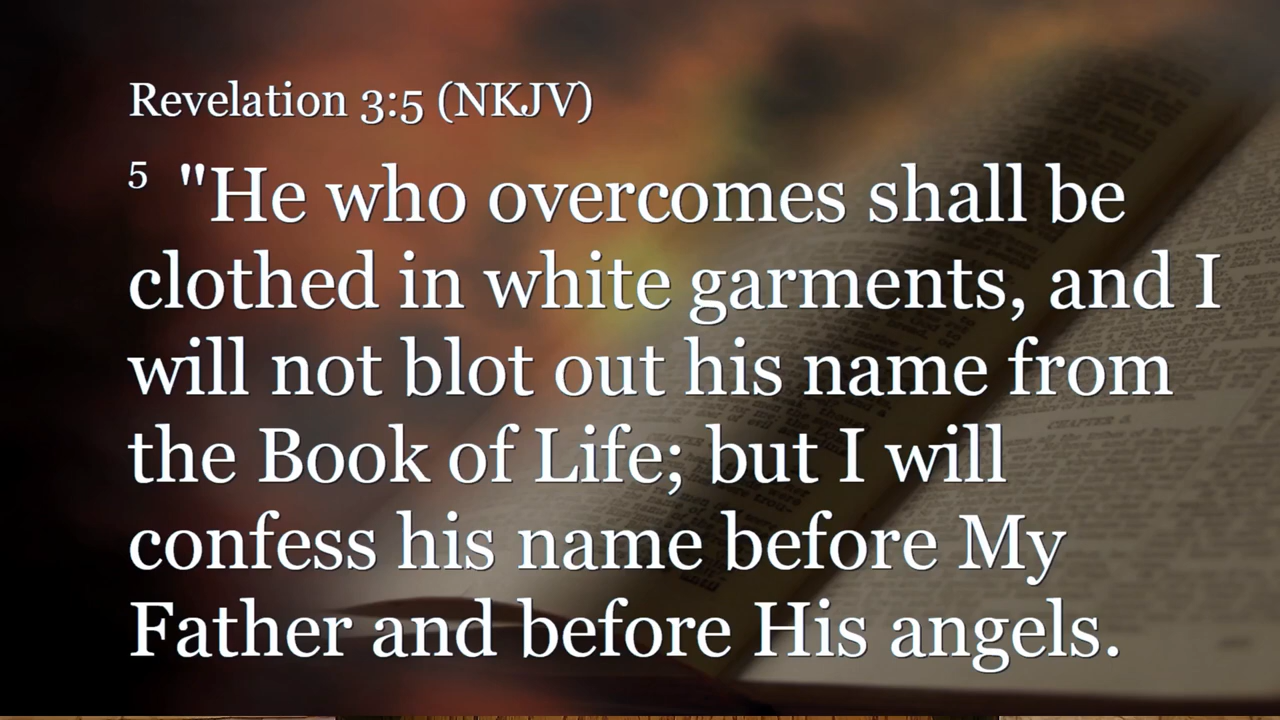 Revelation 3:5 (NKJV)
5 "He who overcomes shall be
clothed in white garments, and I
will not blot out his name from
the Book of Life; but I will
confess his name before My
Father and before His angels.